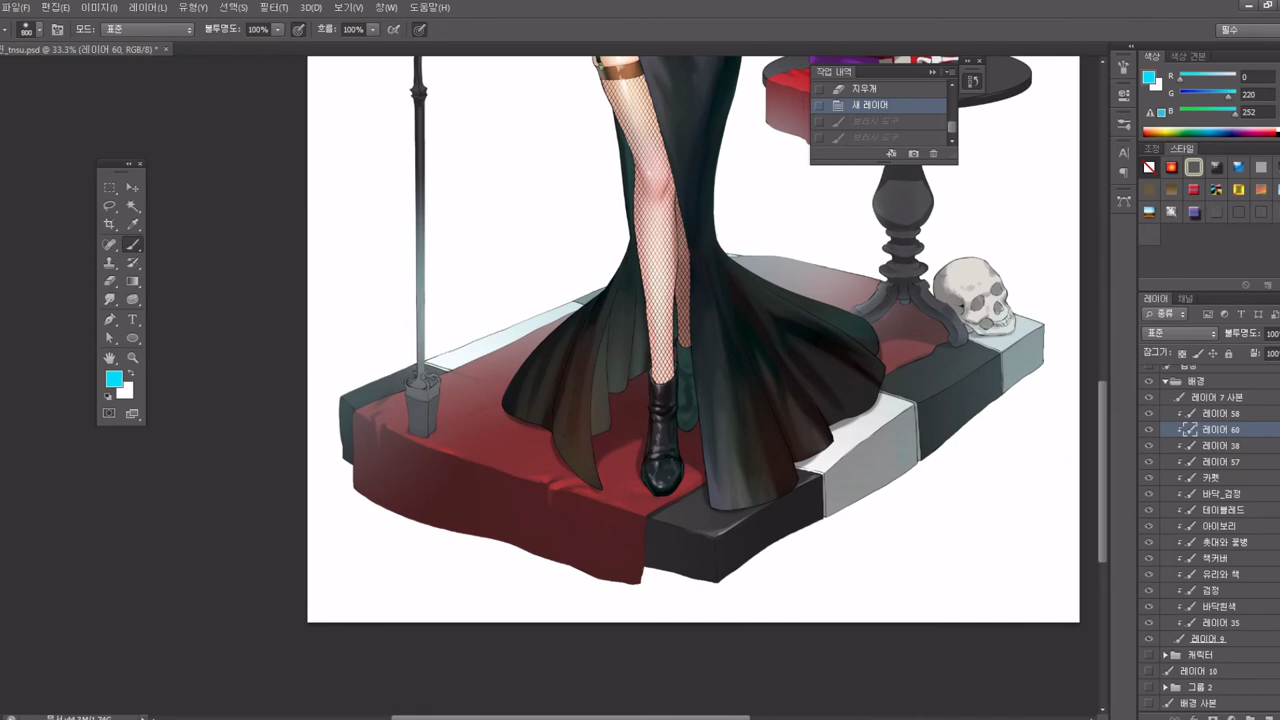 파일(F) 편집(E) 이미지(I) 레이어(L) 유형(Y) 선택(S) 필터(T) 3D(D) 보기(V) 창(W) 도움말(H)
800 모드: 표준 불투명도: 100% 흐름: 100% 필수
_tnsu.psd @ 33.3% (레이어 60, RGB/8) * ×
색상 색상 견본
작업 내역
지우개
새 레이어
브러시 도구
브러시 도구
R 0
G 220
B 252
조정 스타일
레이어 채널
종류
표준 불투명도: 100
잠그기: 칠: 100
배경
레이어 7 사본
레이어 58
레이어 60
레이어 38
레이어 57
카펫
바닥_검정
테이블레드
아이보리
촛대와 꽃병
책커버
유리와 책
검정
바닥흰색
레이어 35
레이어 9
캐릭터
레이어 10
그룹 2
배경 사본